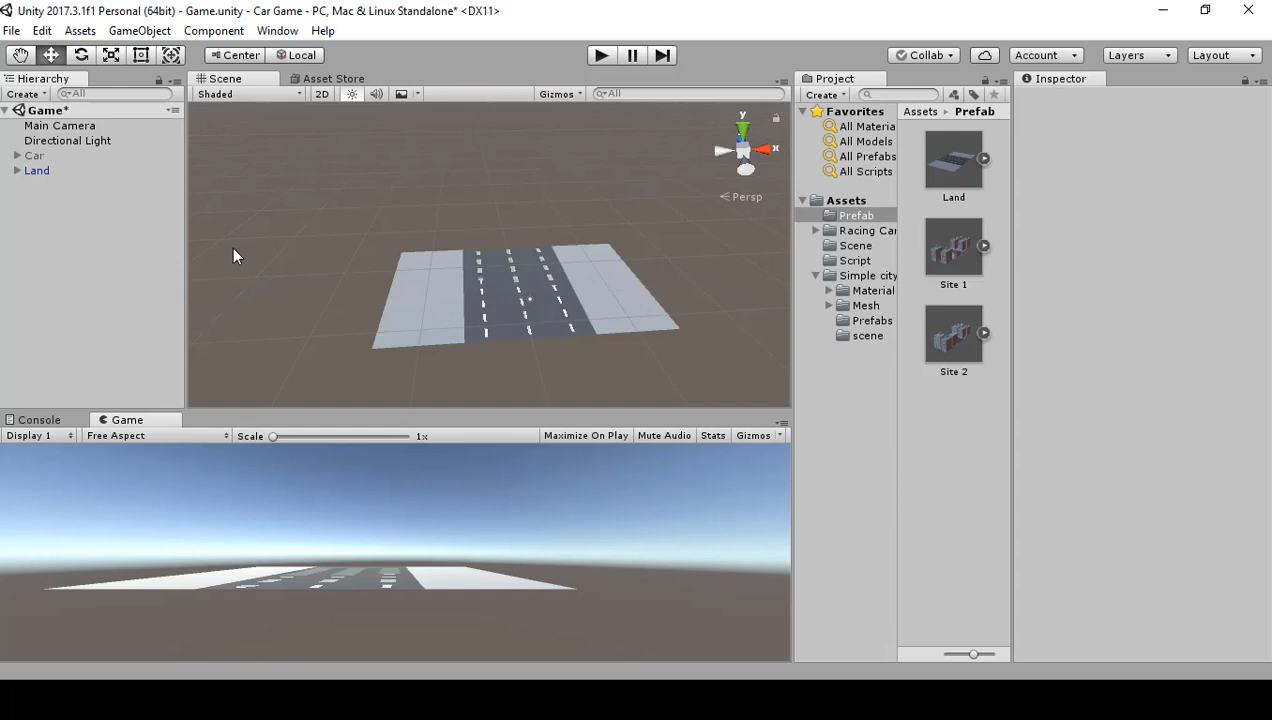 Unity 2017.3.1f1 Personal (64bit) - Game.unity - Car Game - PC, Mac & Linux Standalone* <DX11>
File Edit Assets GameObject Component Window Help
Center Local Collab Account Layers Layout
Hierarchy Scene Asset Store Project Inspector
Create All Shaded 2D Gizmos All Create
Game* Favorites Assets Prefab
Main Camera All Materia
Directional Light All Models
Car All Prefabs
Land All Scripts
y
x
Persp
Land
Assets
Prefab
Racing Car
Scene
Script
Simple city
Material
Mesh
Prefabs
scene
Site 1
Site 2
Console Game
Display 1 Free Aspect Scale 1x Maximize On Play Mute Audio Stats Gizmos